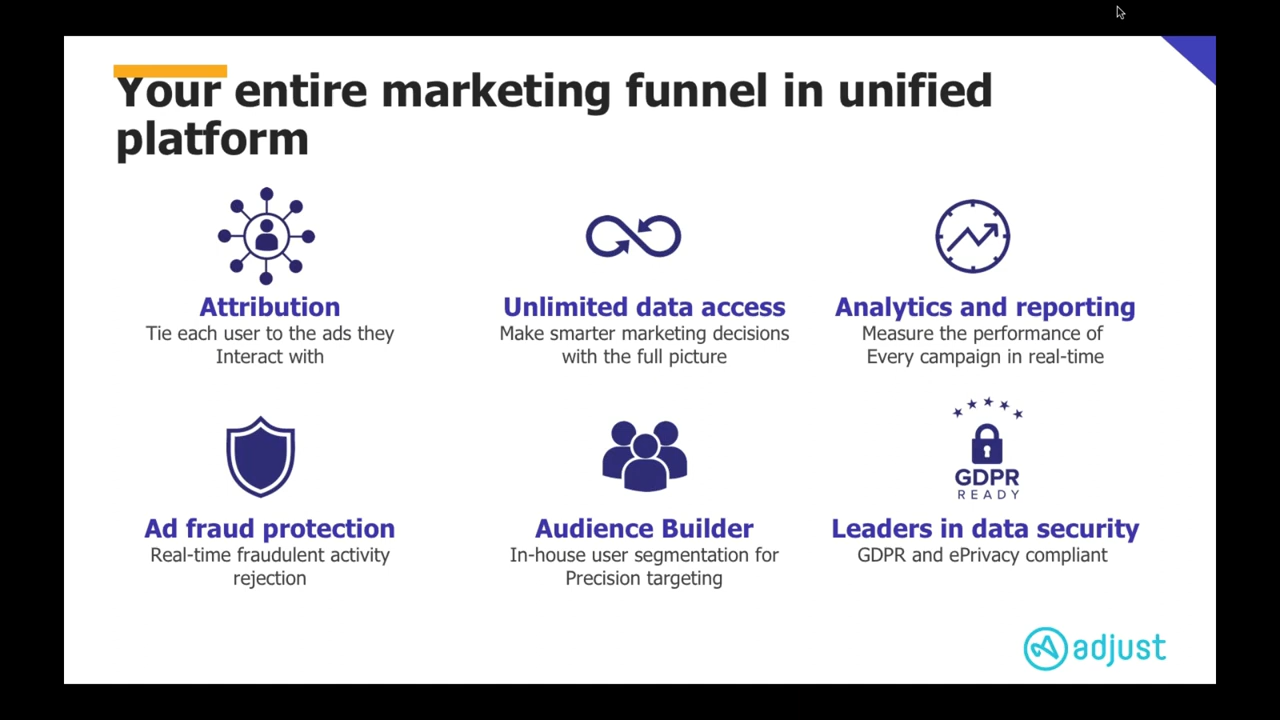 Your entire marketing funnel in unified
platform
Attribution
Tie each user to the ads they
Interact with
Unlimited data access
Make smarter marketing decisions
with the full picture
Analytics and reporting
Measure the performance of
Every campaign in real-time
Ad fraud protection
Real-time fraudulent activity
rejection
Audience Builder
In-house user segmentation for
Precision targeting
GDPR
READY
Leaders in data security
GDPR and ePrivacy compliant
adjust